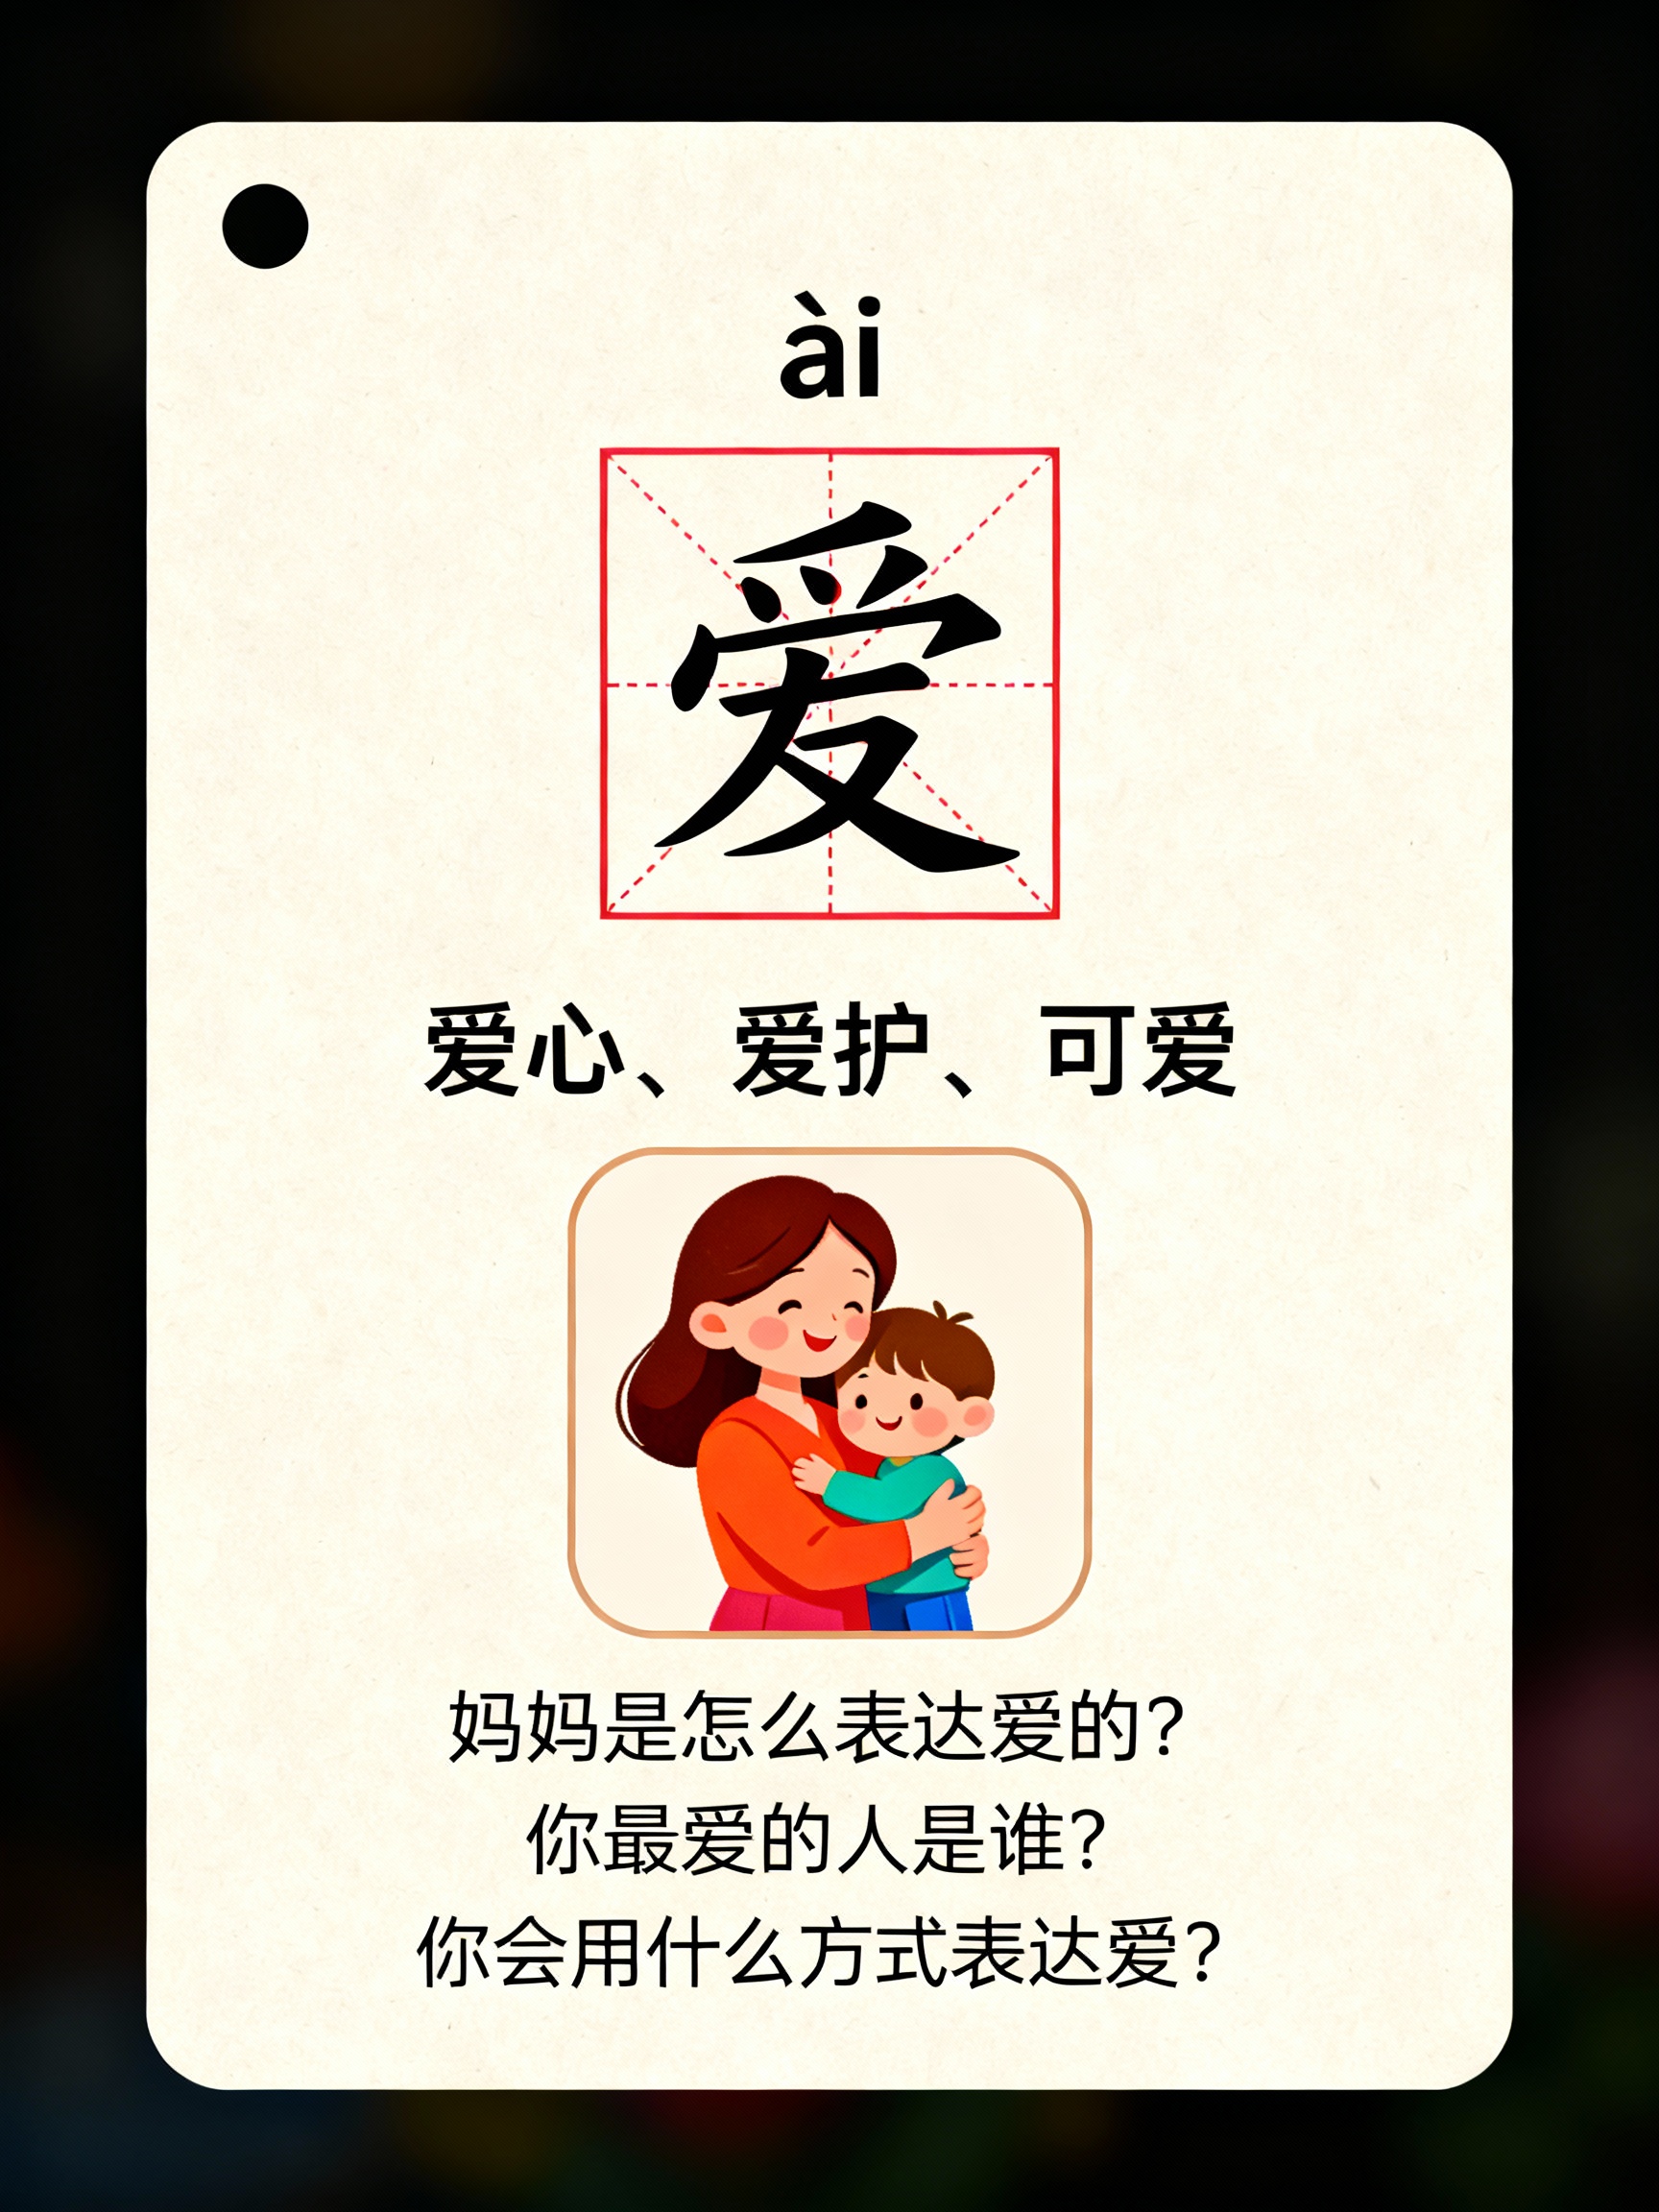 ài
爱
爱心、爱护、可爱
妈妈是怎么表达爱的？
你最爱的人是谁？
你会用什么方式表达爱？